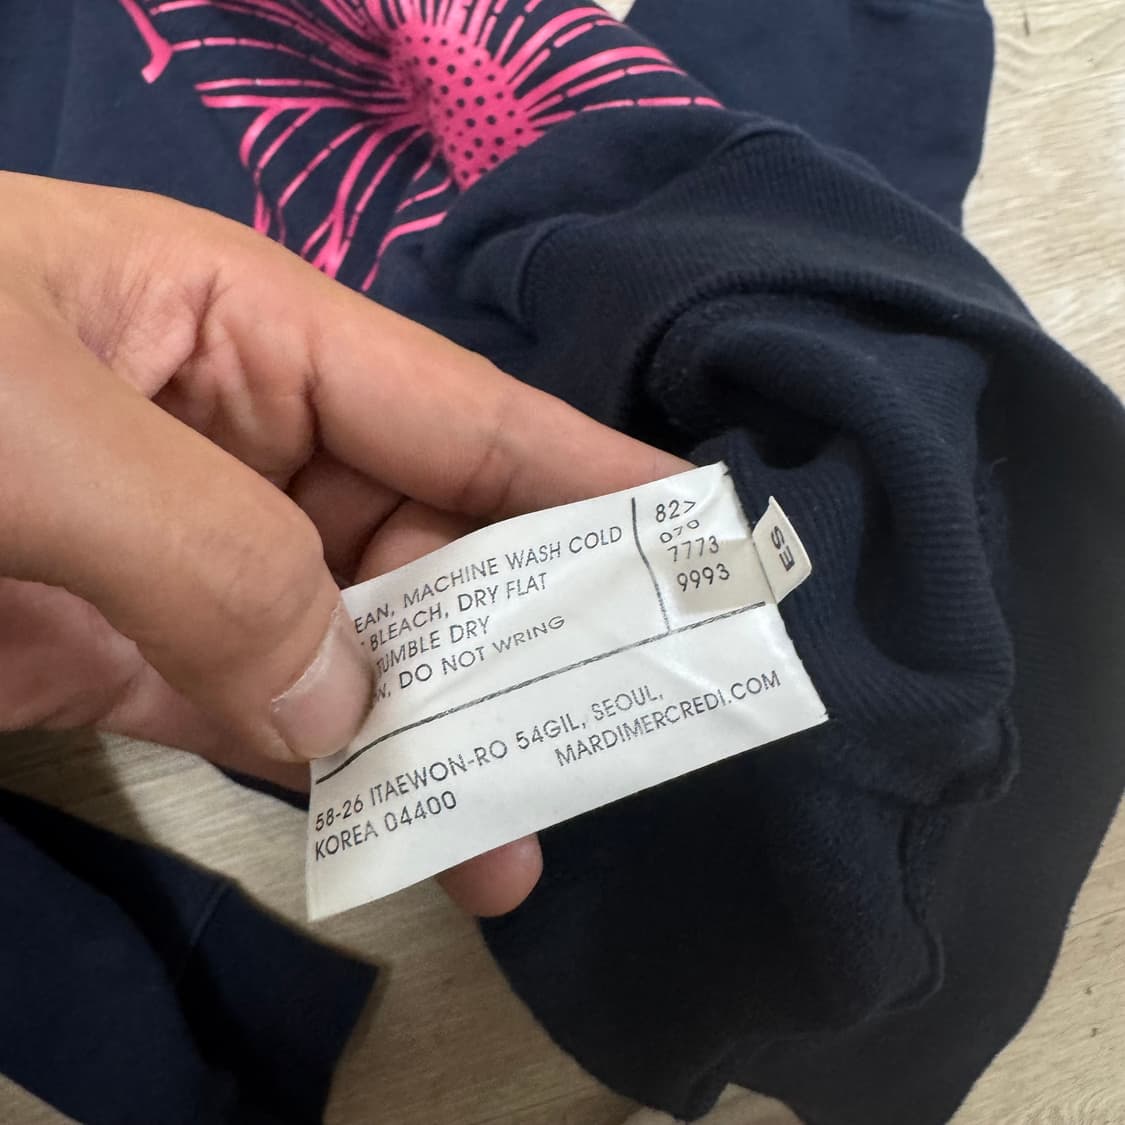 EAN, MACHINE WASH COLD
BLEACH, DRY FLAT
TUMBLE DRY
N, DO NOT WRING
82>
070
7773
9993
58-26 ITAEWON-RO 54GIL, SEOUL,
KOREA 04400
MARDIMERCREDI.COM